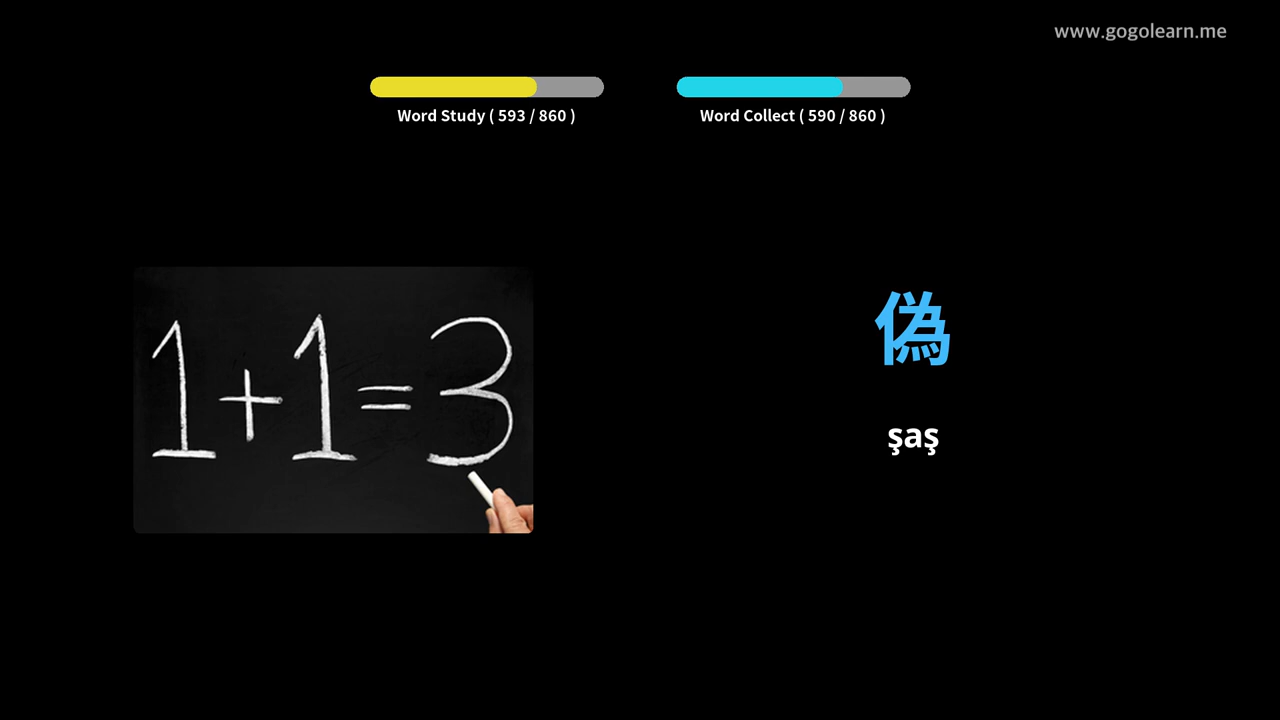 www.gogolearn.me
Word Study ( 593 / 860 )
Word Collect ( 590 / 860 )
1+1=3
偽
şaş